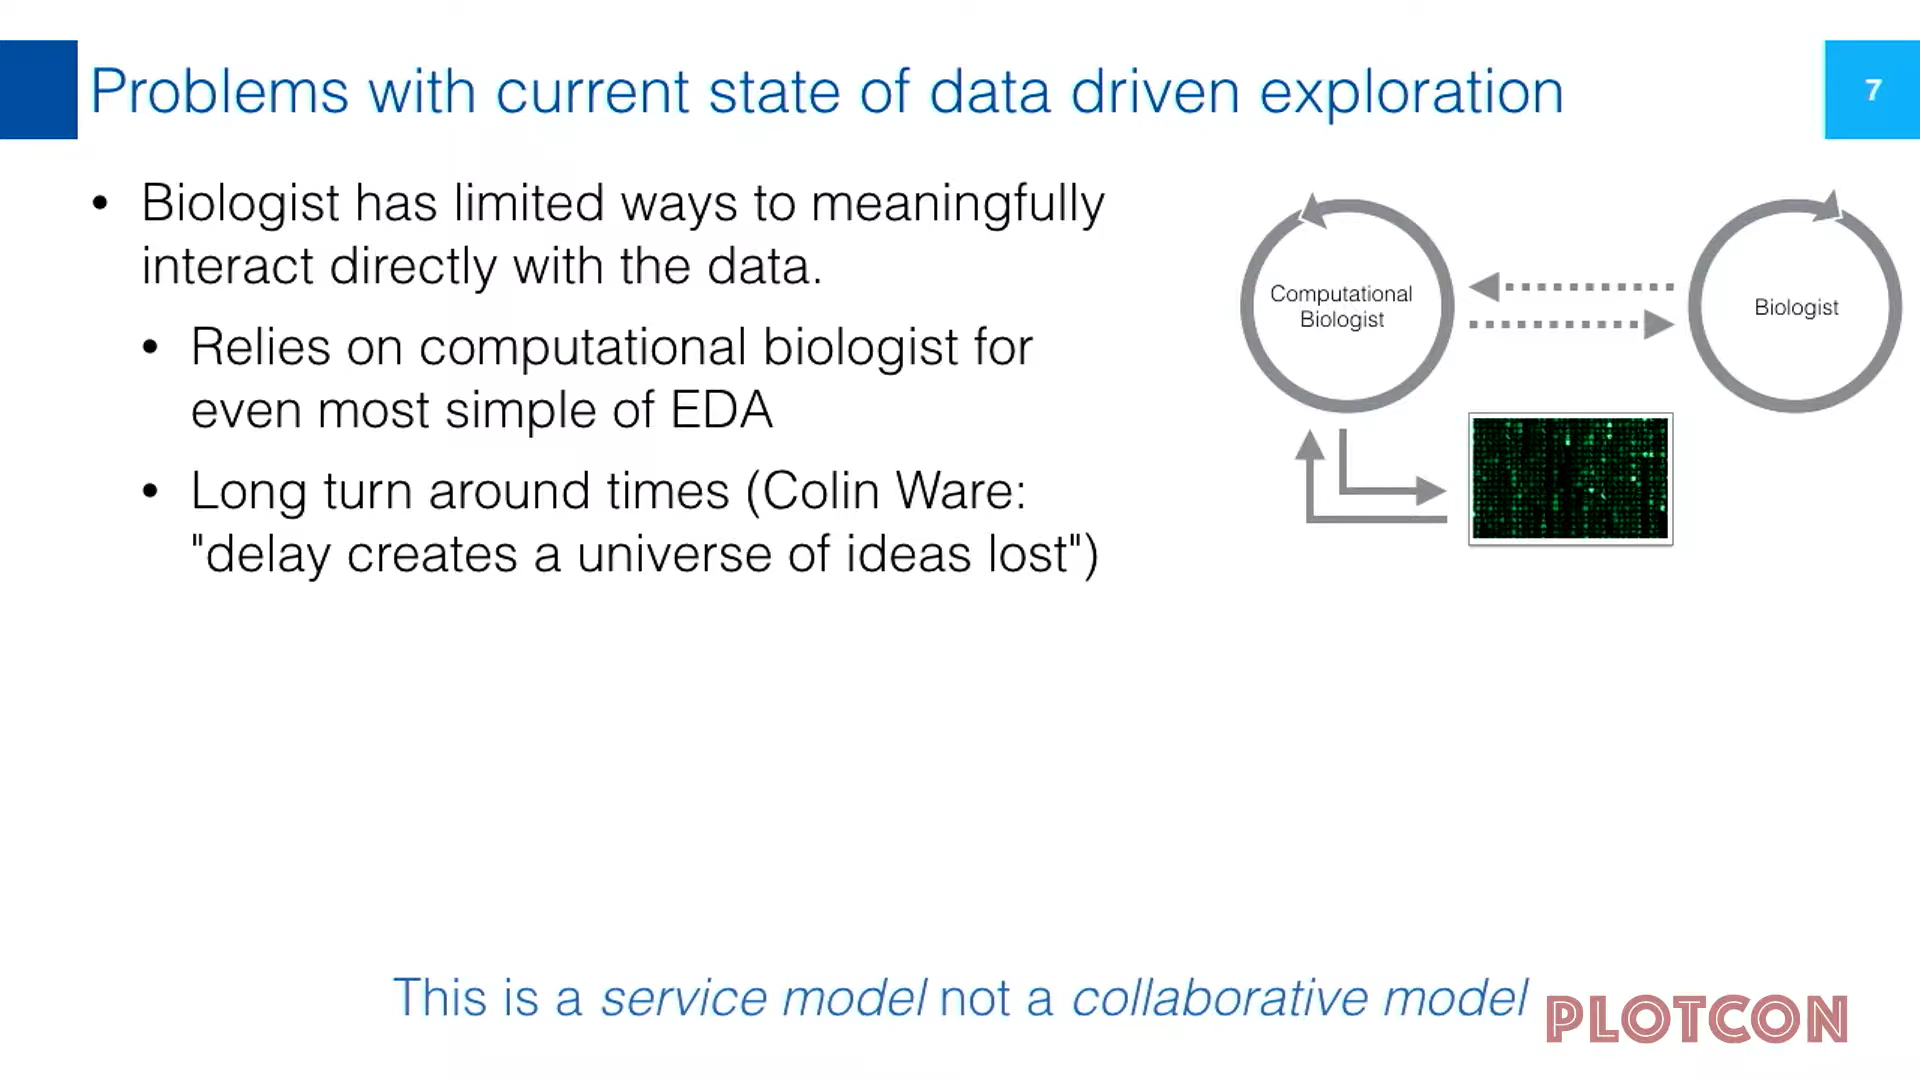 Problems with current state of data driven exploration
7
• Biologist has limited ways to meaningfully
interact directly with the data.
• Relies on computational biologist for
even most simple of EDA
• Long turn around times (Colin Ware:
"delay creates a universe of ideas lost")
Computational
Biologist
Biologist
This is a service model not a collaborative model
PLOTCON